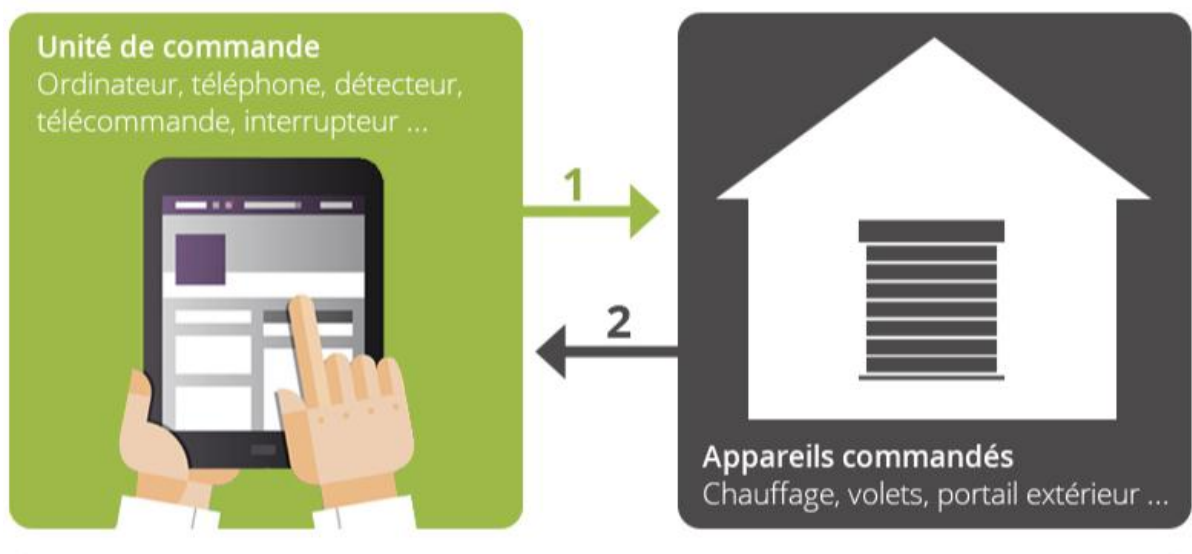 Unité de commande
Ordinateur, téléphone, détecteur,
télécommande, interrupteur ...
1
2
Appareils commandés
Chauffage, volets, portail extérieur ...